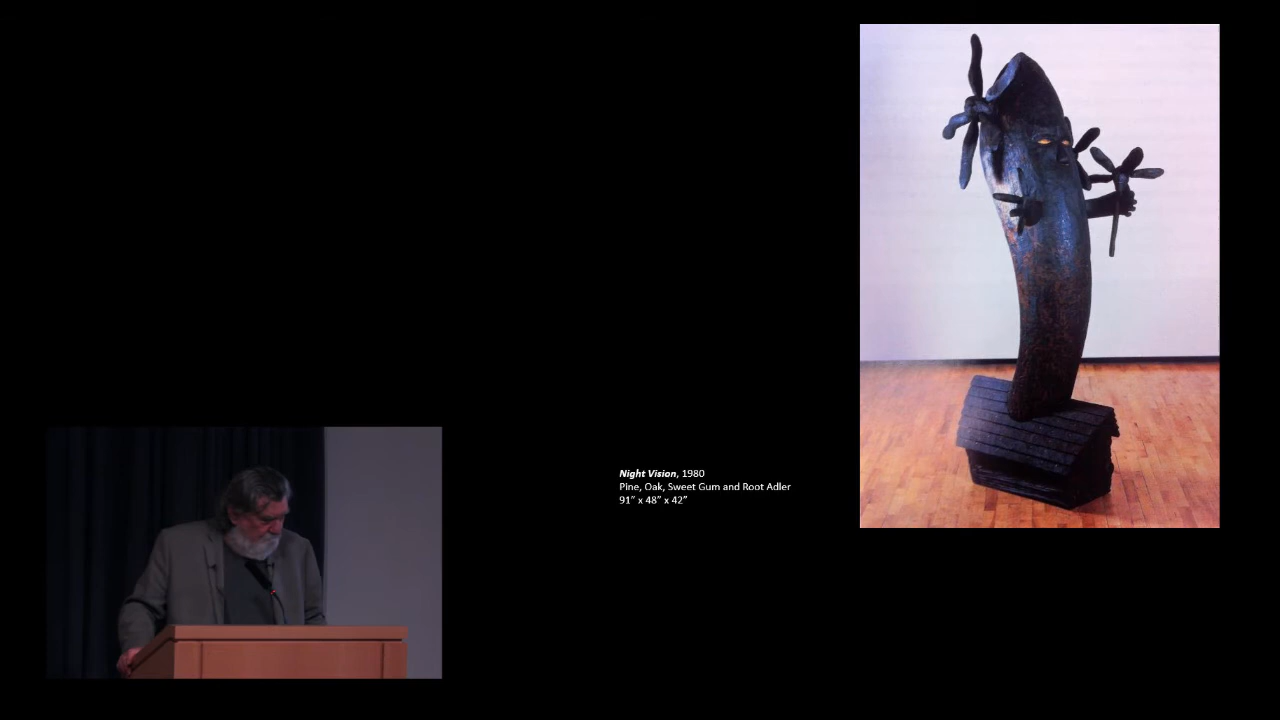 Night Vision, 1980
Pine, Oak, Sweet Gum and Root Adler
91” x 48” x 42”